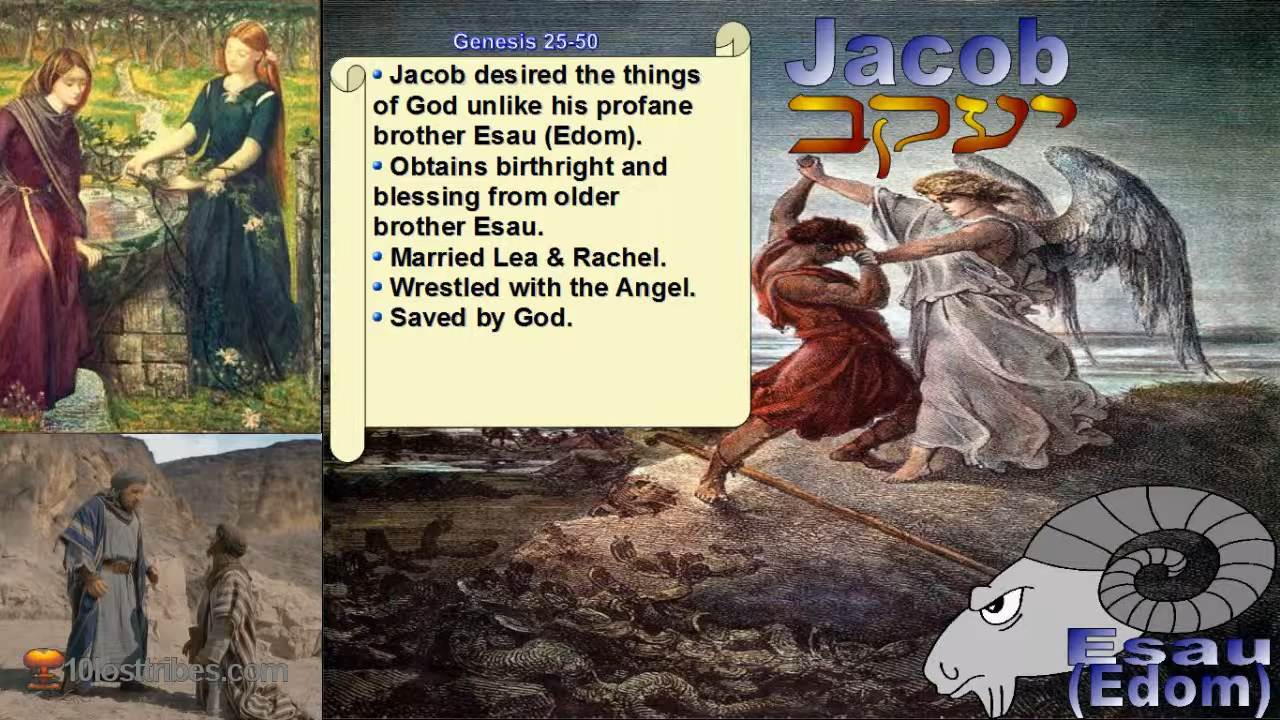 Genesis 25-50
• Jacob desired the things
of God unlike his profane
brother Esau (Edom).
• Obtains birthright and
blessing from older
brother Esau.
• Married Lea & Rachel.
• Wrestled with the Angel.
• Saved by God.
Jacob
יעקב
10losttribes.com
Esau
(Edom)